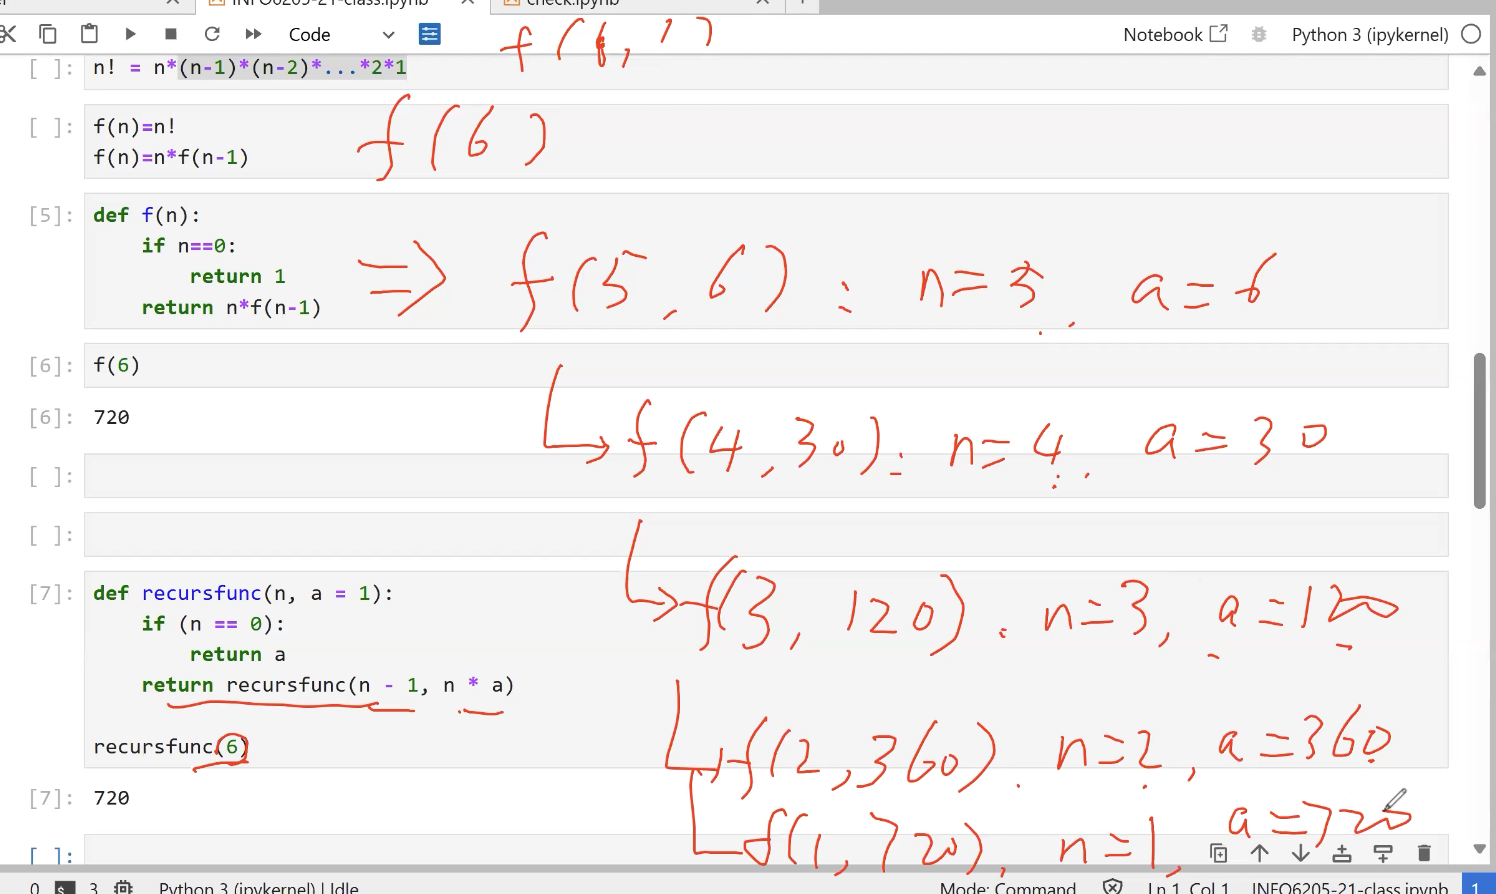 INFO6205-21-class.ipynb
check.ipynb
Code
Notebook
Python 3 (ipykernel)
f(6, 1)
[ ]: n! = n*(n-1)*(n-2)*...*2*1
f(6)
[ ]: f(n)=n!
f(n)=n*f(n-1)
[5]: def f(n):
if n==0:
return 1
return n*f(n-1)
⇒ f(5, 6): n=5, a=6
[6]: f(6)
[6]: 720
f(4,30): n=4, a=30
[ ]:
[ ]:
[7]: def recursfunc(n, a = 1):
if (n == 0):
return a
return recursfunc(n - 1, n * a)
f(3, 120): n=3, a=120
recursfunc(6)
f(2,360). n=2, a=360
[7]: 720
f(1,720). n=1, a=720
[ ]:
0
3
Python 3 (ipykernel) | Idle
Mode: Command
Ln 1, Col 1
INFO6205-21-class.ipynb
1